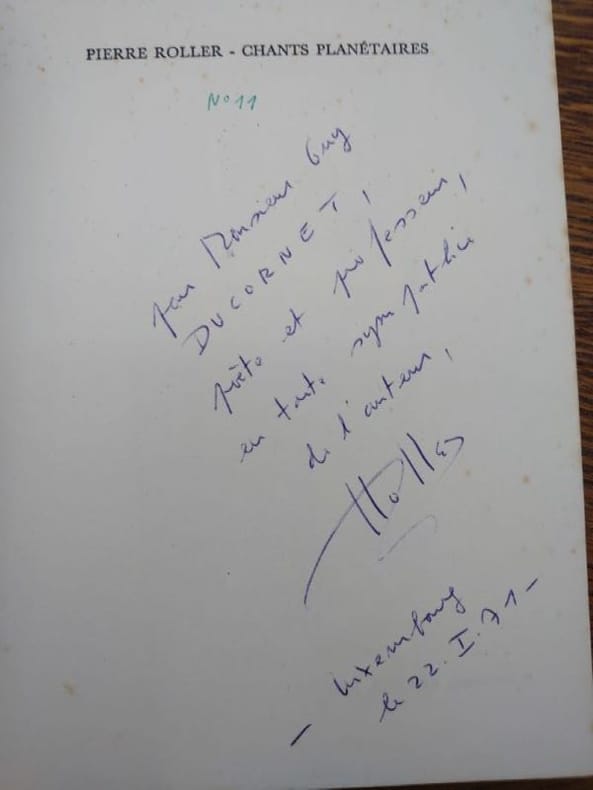 PIERRE ROLLER - CHANTS PLANÉTAIRES
N° 11
pour Monsieur Guy
DUCORNET,
poète et professeur,
en toute sympathie
de l'auteur,
Roller
Luxembourg
le 22.I.71-